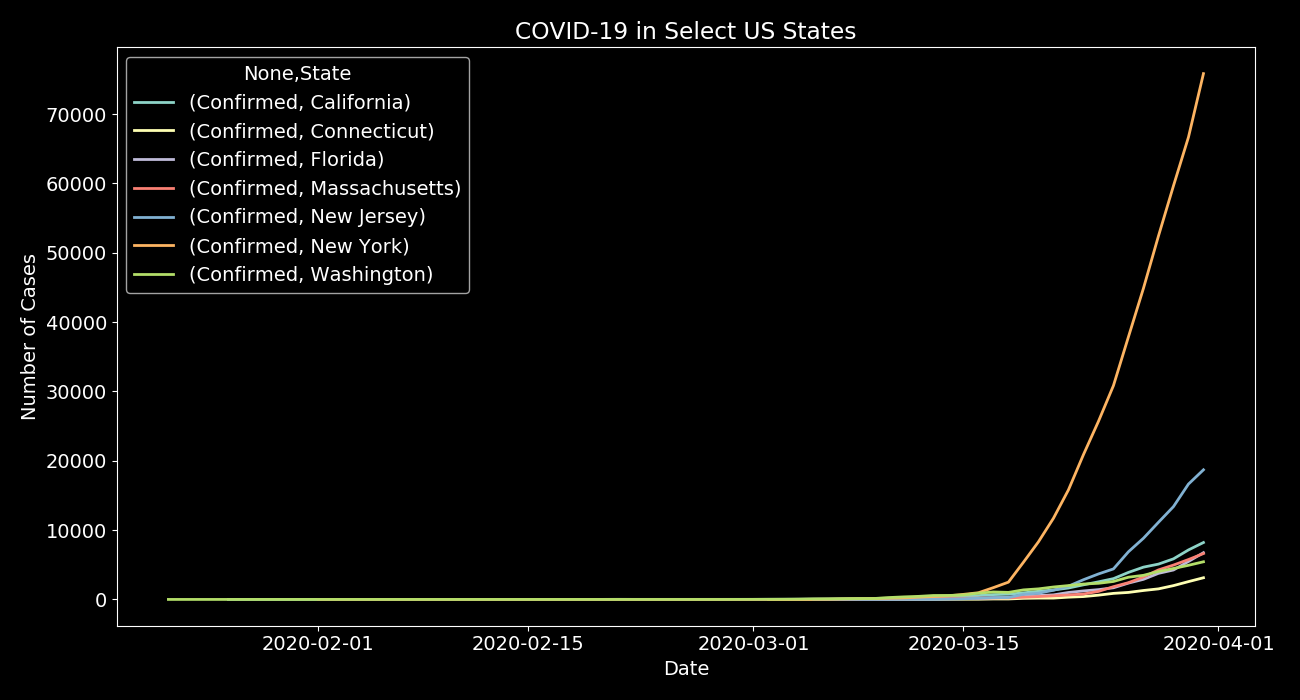 COVID-19 in Select US States
None,State
(Confirmed, California)
(Confirmed, Connecticut)
(Confirmed, Florida)
(Confirmed, Massachusetts)
(Confirmed, New Jersey)
(Confirmed, New York)
(Confirmed, Washington)
Number of Cases
70000
60000
50000
40000
30000
20000
10000
0
2020-02-01
2020-02-15
2020-03-01
2020-03-15
2020-04-01
Date